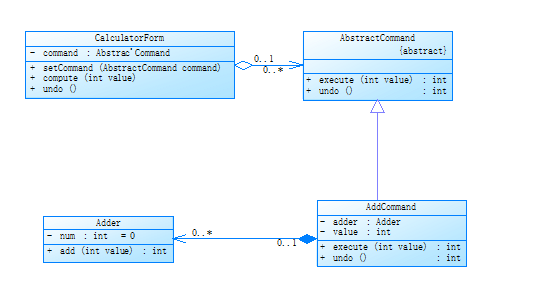 CalculatorForm
- command : Abstrac' Command
+ setCommand (AbstractCommand command)
+ compute (int value)
+ undo ()
0..1
0..*
AbstractCommand
{abstract}
+ execute (int value) : int
+ undo () : int
Adder
- num : int = 0
+ add (int value) : int
0..*
0..1
AddCommand
- adder : Adder
- value : int
+ execute (int value) : int
+ undo () : int